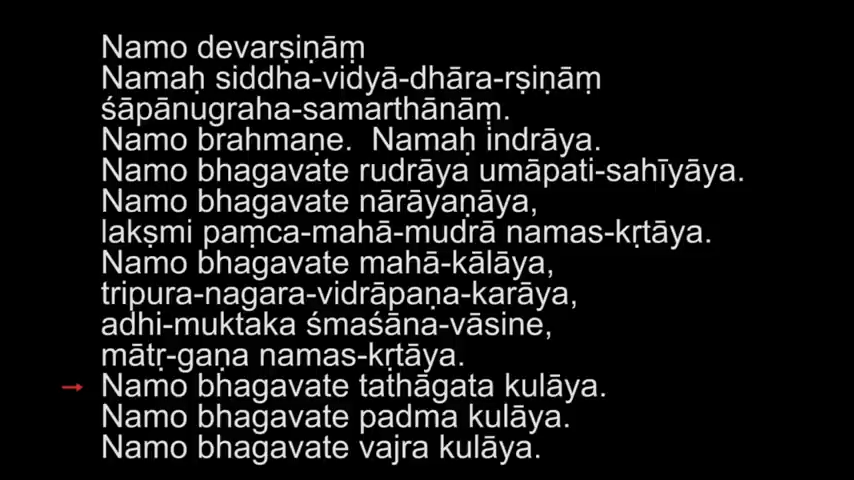 Namo devarṣiṇāṃ
Namaḥ siddha-vidyā-dhāra-rṣiṇāṃ
śāpānugraha-samarthānāṃ.
Namo brahmaṇe. Namaḥ indrāya.
Namo bhagavate rudrāya umāpati-sahīyāya.
Namo bhagavate nārāyaṇāya,
lakṣmi paṃca-mahā-mudrā namas-kṛtāya.
Namo bhagavate mahā-kālāya,
tripura-nagara-vidrāpaṇa-karāya,
adhi-muktaka śmaśāna-vāsine,
mātṛ-gaṇa namas-kṛtāya.
→ Namo bhagavate tathāgata kulāya.
Namo bhagavate padma kulāya.
Namo bhagavate vajra kulāya.